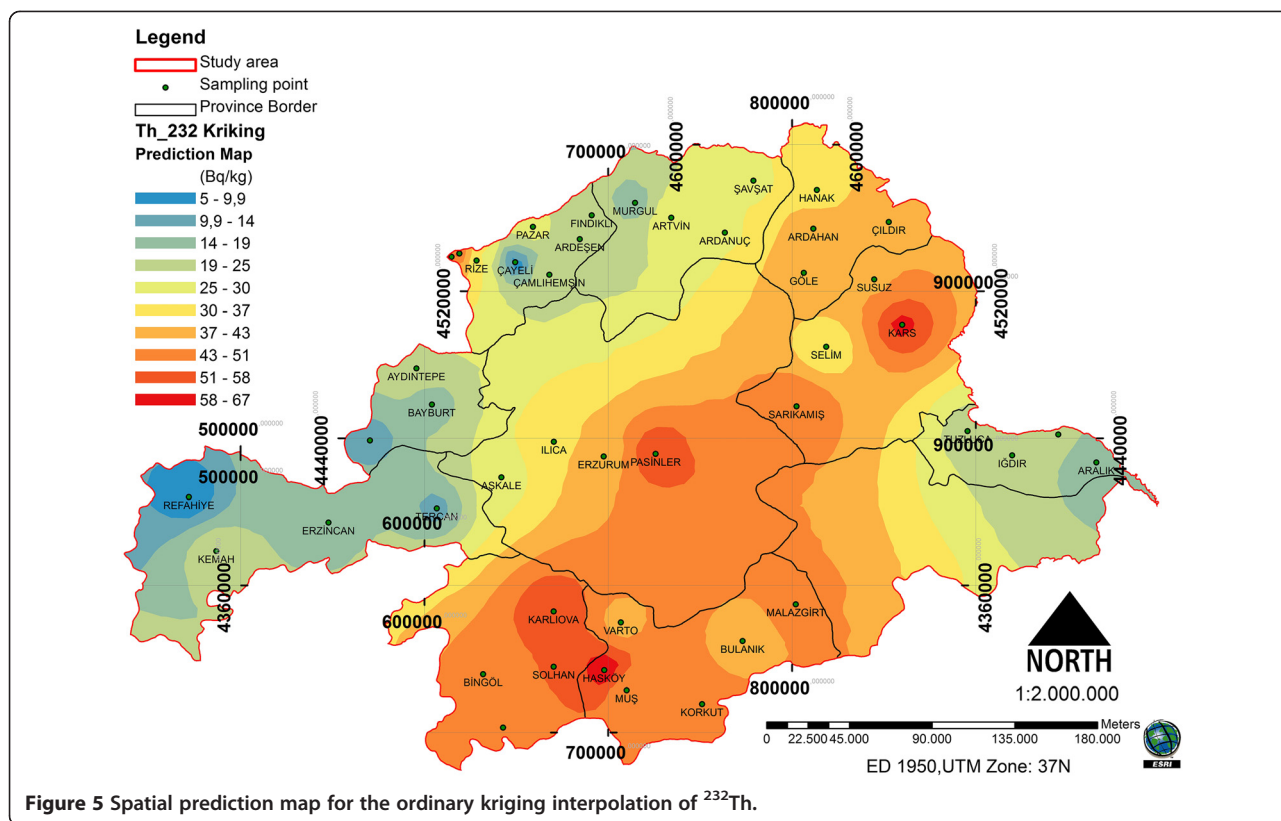 Legend
Study area
Sampling point
Province Border
Th_232 Kriking
Prediction Map
(Bq/kg)
5 - 9,9
9,9 - 14
14 - 19
19 - 25
25 - 30
30 - 37
37 - 43
43 - 51
51 - 58
58 - 67
800000
700000
4600000
4600000
ŞAVŞAT
HANAK
MURGUL
FINDIKLI
ARTVİN
PAZAR
ARDEŞEN
ARDANUÇ
ARDAHAN
ÇILDIR
RİZE
ÇAYELİ
ÇAMLIHEMŞİN
GÖLE
SUSUZ
900000
4520000
4520000
KARS
SELİM
AYDINTEPE
BAYBURT
SARIKAMIŞ
500000
4440000
500000
ILICA
ERZURUM
PASİNLER
TUZLUCA
900000
IĞDIR
ARALIK
4440000
REFAHİYE
AŞKALE
TERCAN
ERZİNCAN
600000
KEMAH
4360000
600000
KARLIOVA
VARTO
MALAZGİRT
BULANIK
4360000
BİNGÖL
SOLHAN
HASKÖY
MUŞ
KORKUT
700000
800000
NORTH
1:2.000.000
Meters
0 22.500 45.000 90.000 135.000 180.000
ED 1950,UTM Zone: 37N
ESRI
Figure 5 Spatial prediction map for the ordinary kriging interpolation of ²³²Th.